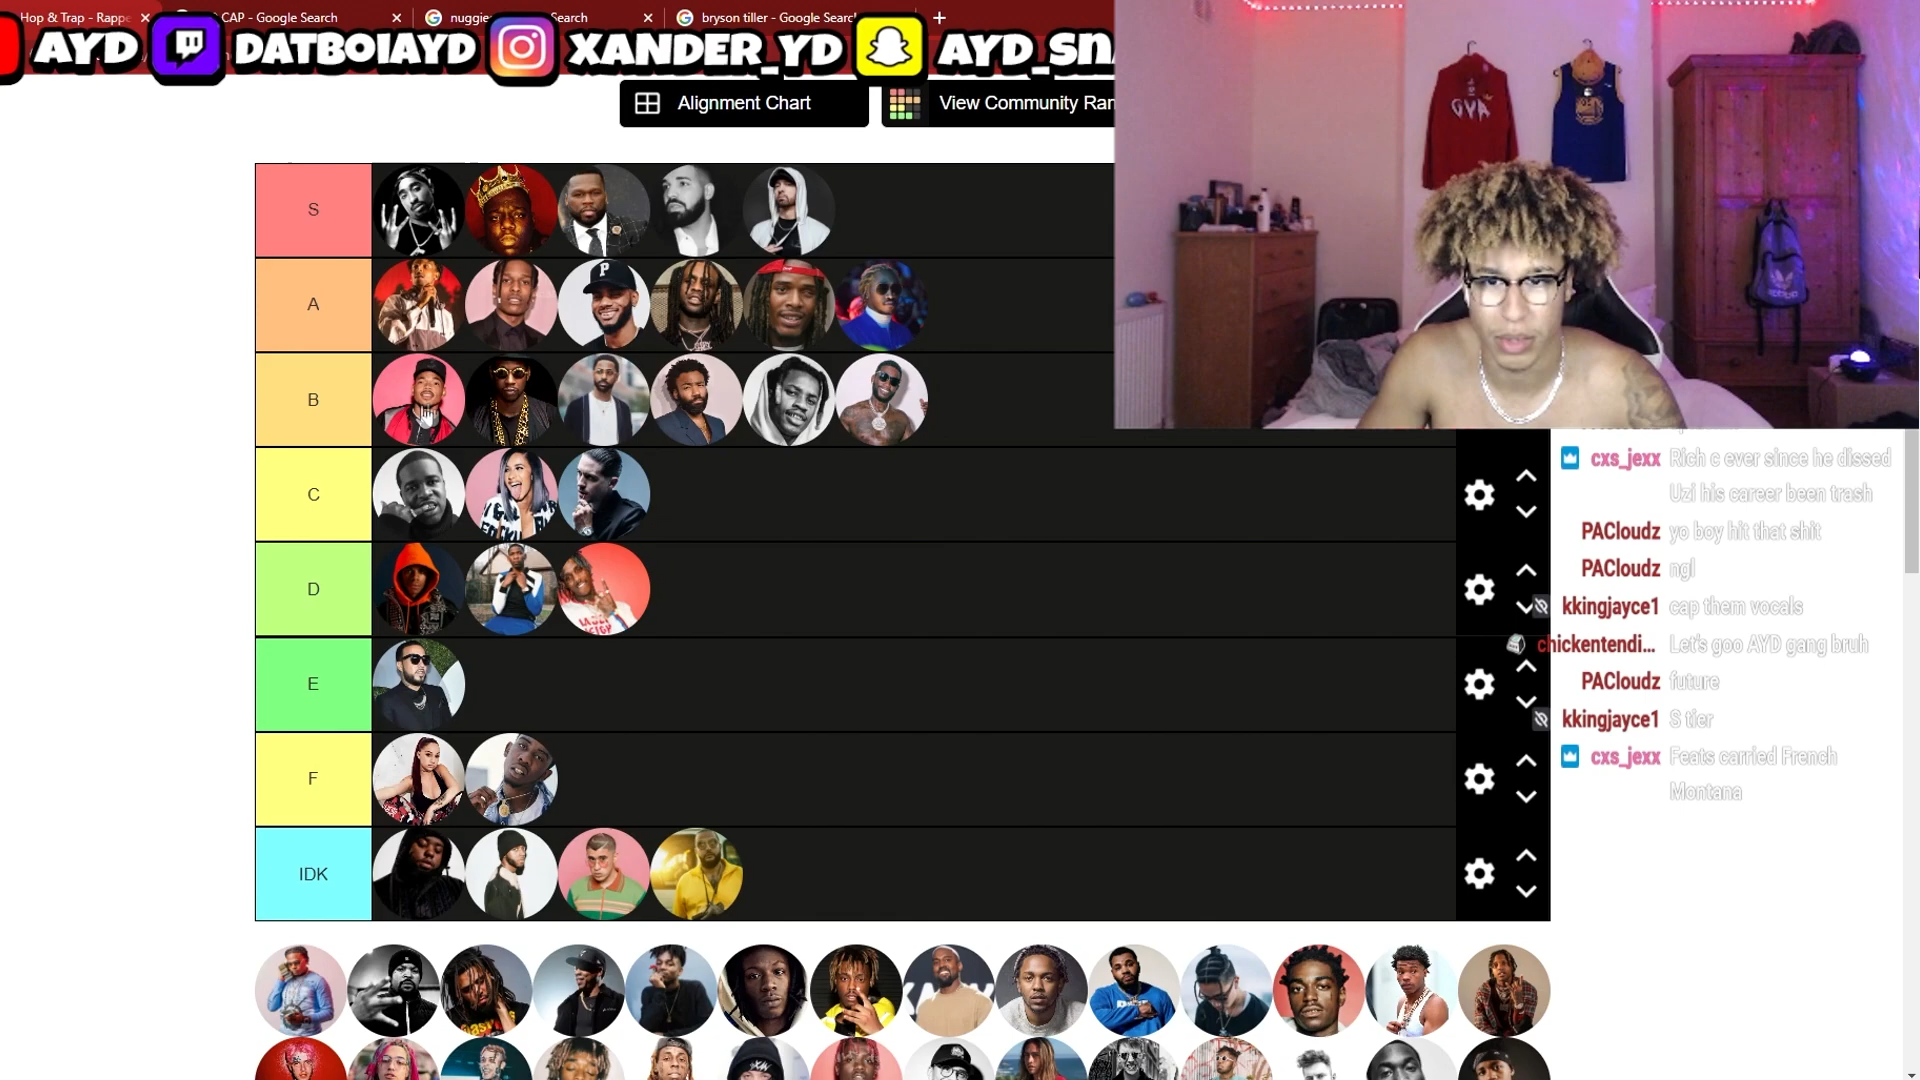 Hop & Trap - Rappe
CAP - Google Search
nuggie
Search
bryson tiller - Google Searc
AYD
DATBOIAYD
XANDER_YD
AYD_SN
Alignment Chart
View Community Ran
GVA
S
A
P
B
C
D
E
F
IDK
cxs_jexx Rich c ever since he dissed
Uzi his career been trash
PACloudz yo boy hit that shit
PACloudz ngl
kkingjayce1 cap them vocals
chickentendi... Let's goo AYD gang bruh
PACloudz future
kkingjayce1 S tier
cxs_jexx Feats carried French
Montana